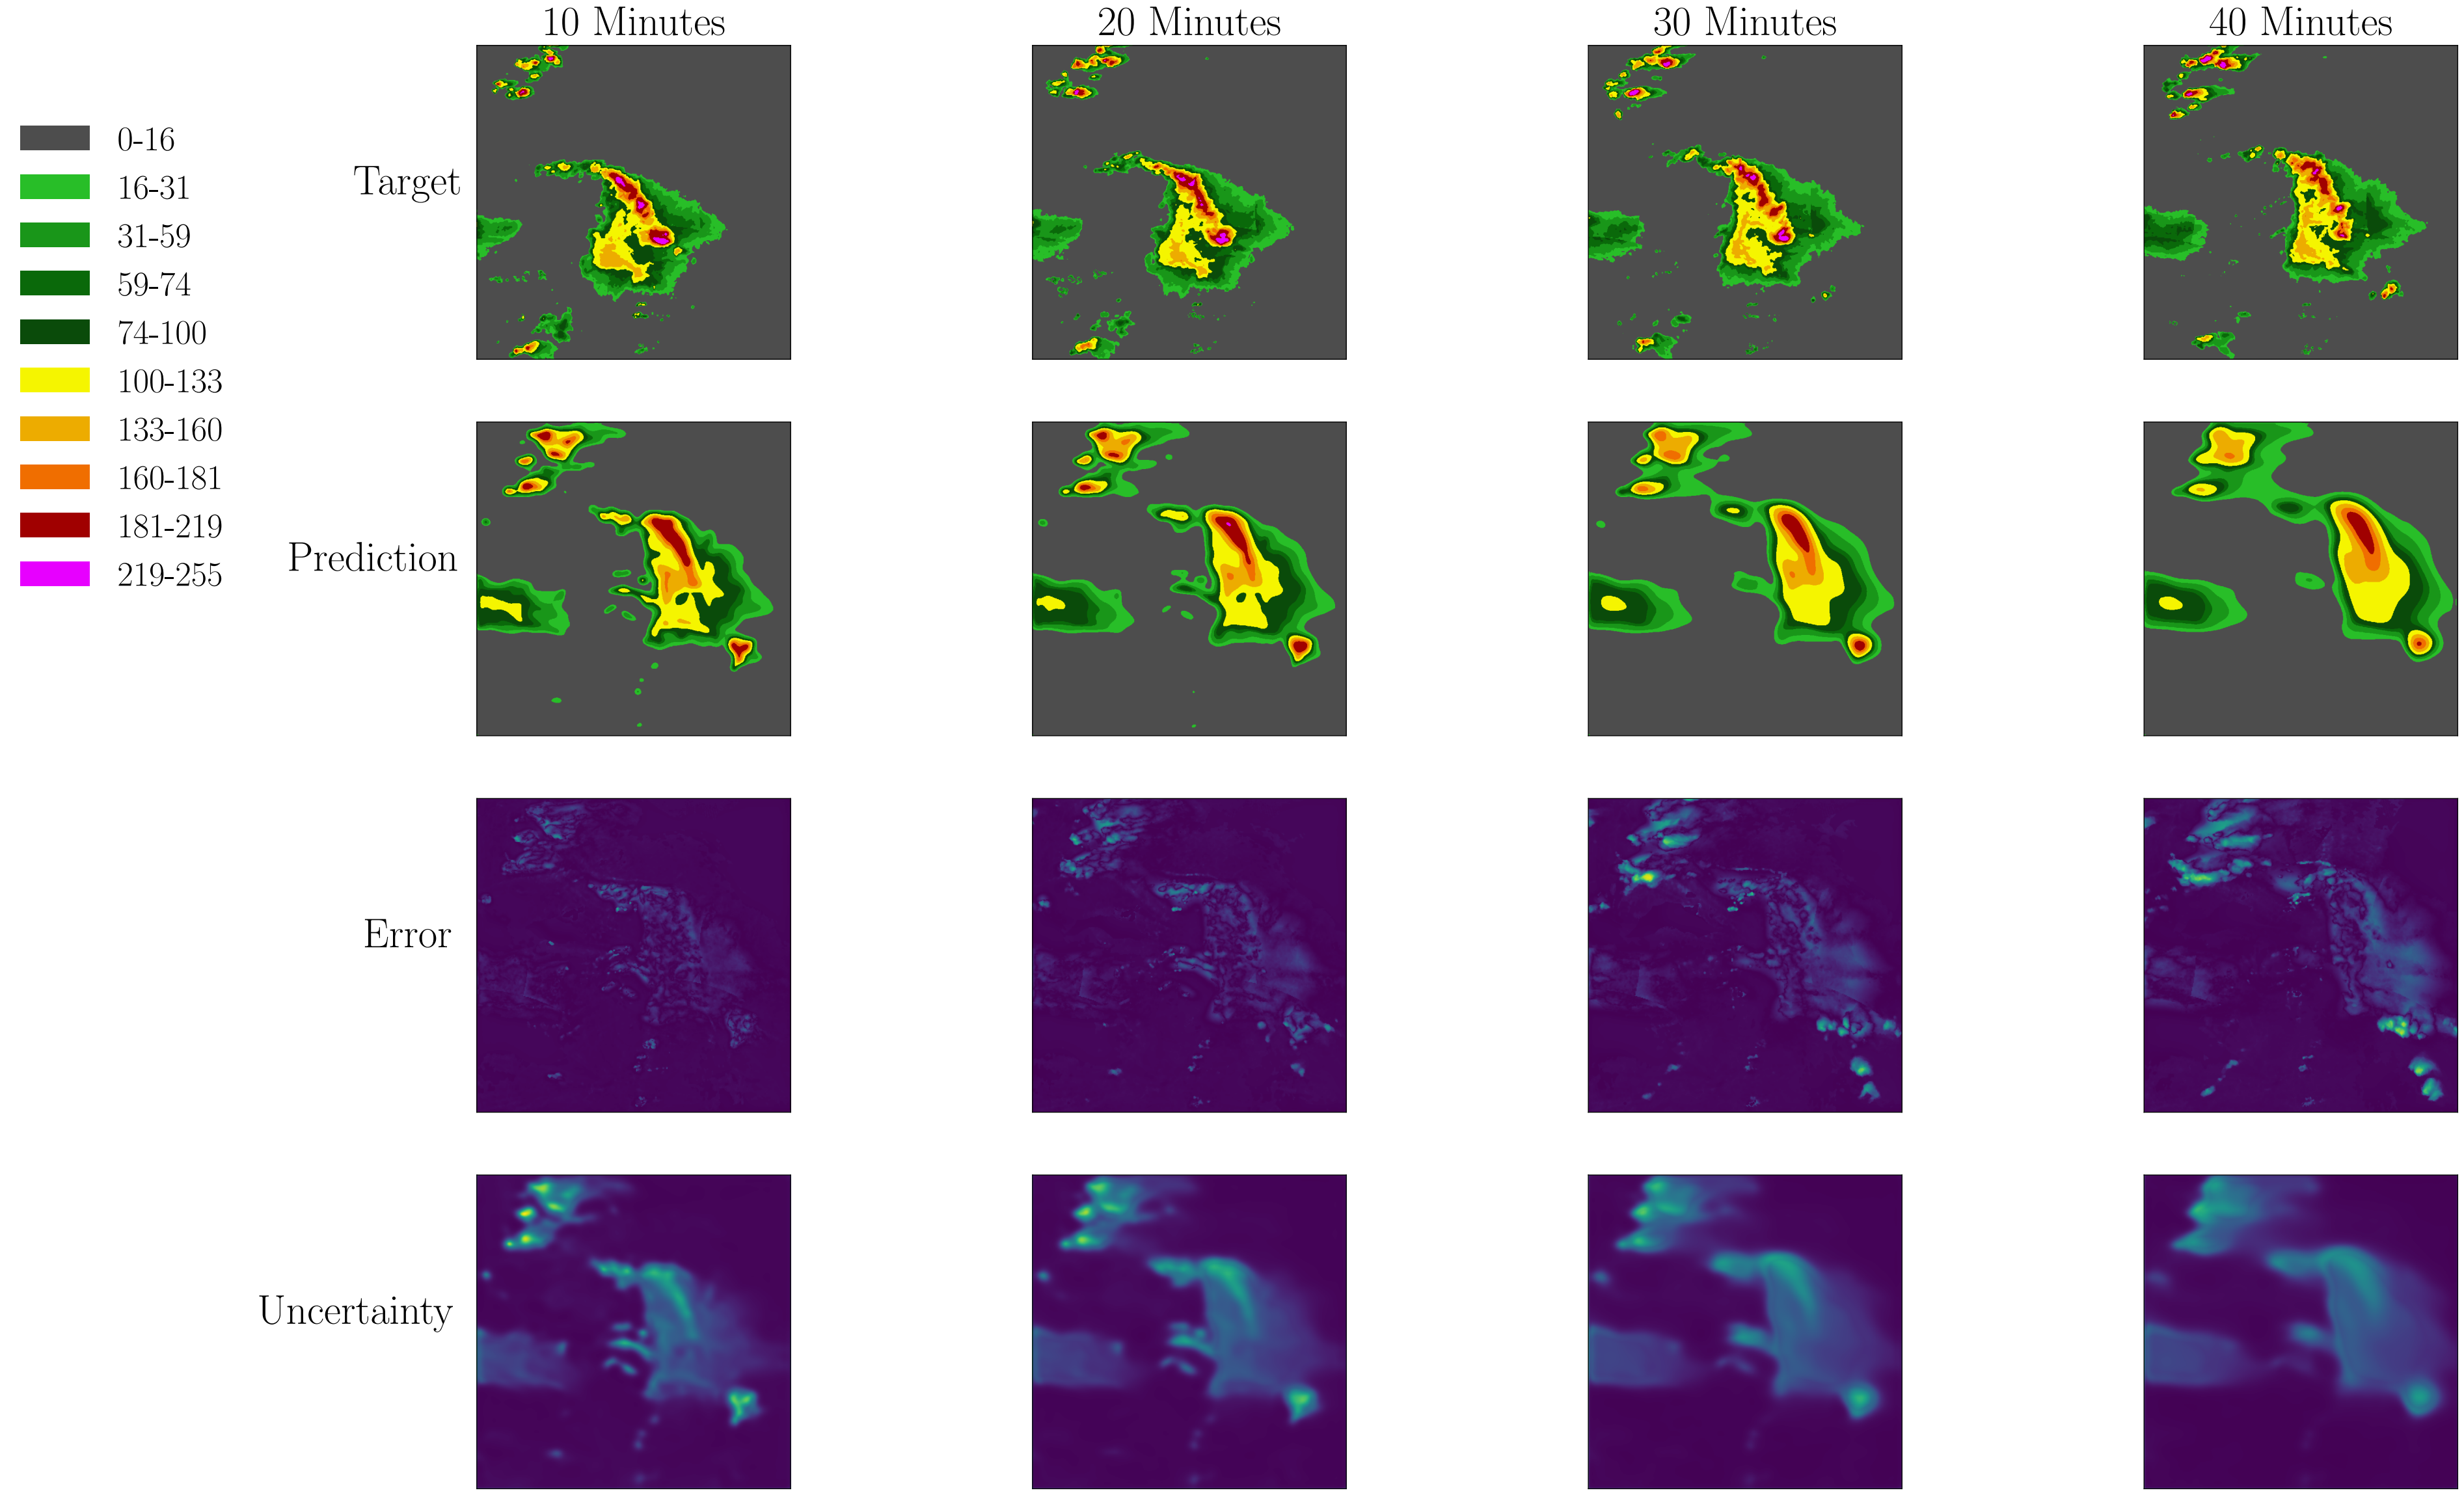 10 Minutes
20 Minutes
30 Minutes
40 Minutes
0-16
16-31
31-59
59-74
74-100
100-133
133-160
160-181
181-219
219-255
Target
Prediction
Error
Uncertainty